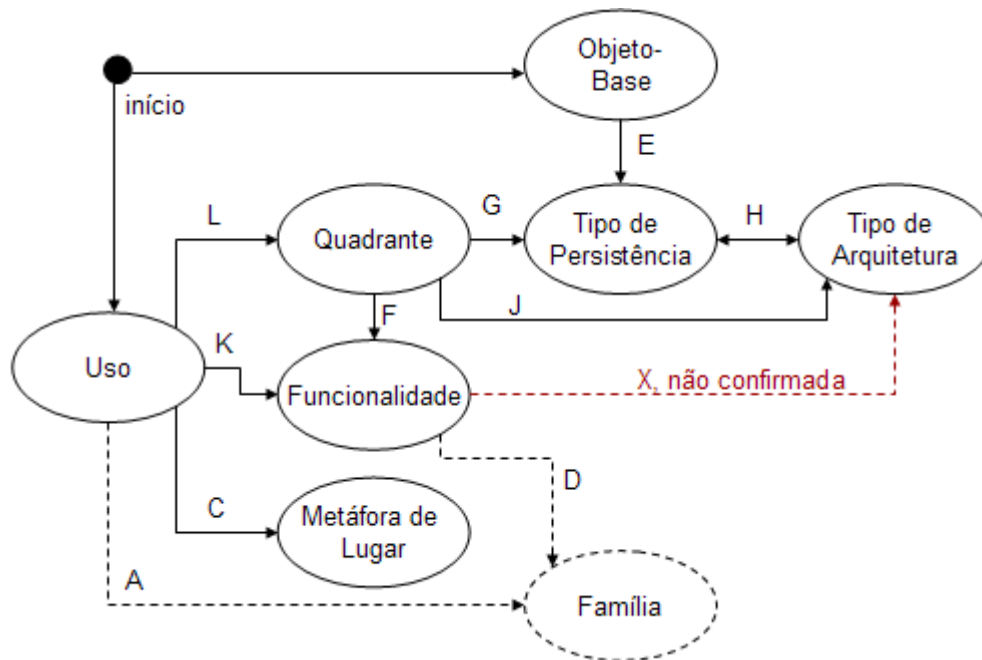 Objeto-
Base
início
E
L
G
H
Quadrante
Tipo de
Persistência
Tipo de
Arquitetura
F
J
K
Uso
Funcionalidade
X, não confirmada
D
C
Metáfora de
Lugar
A
Família